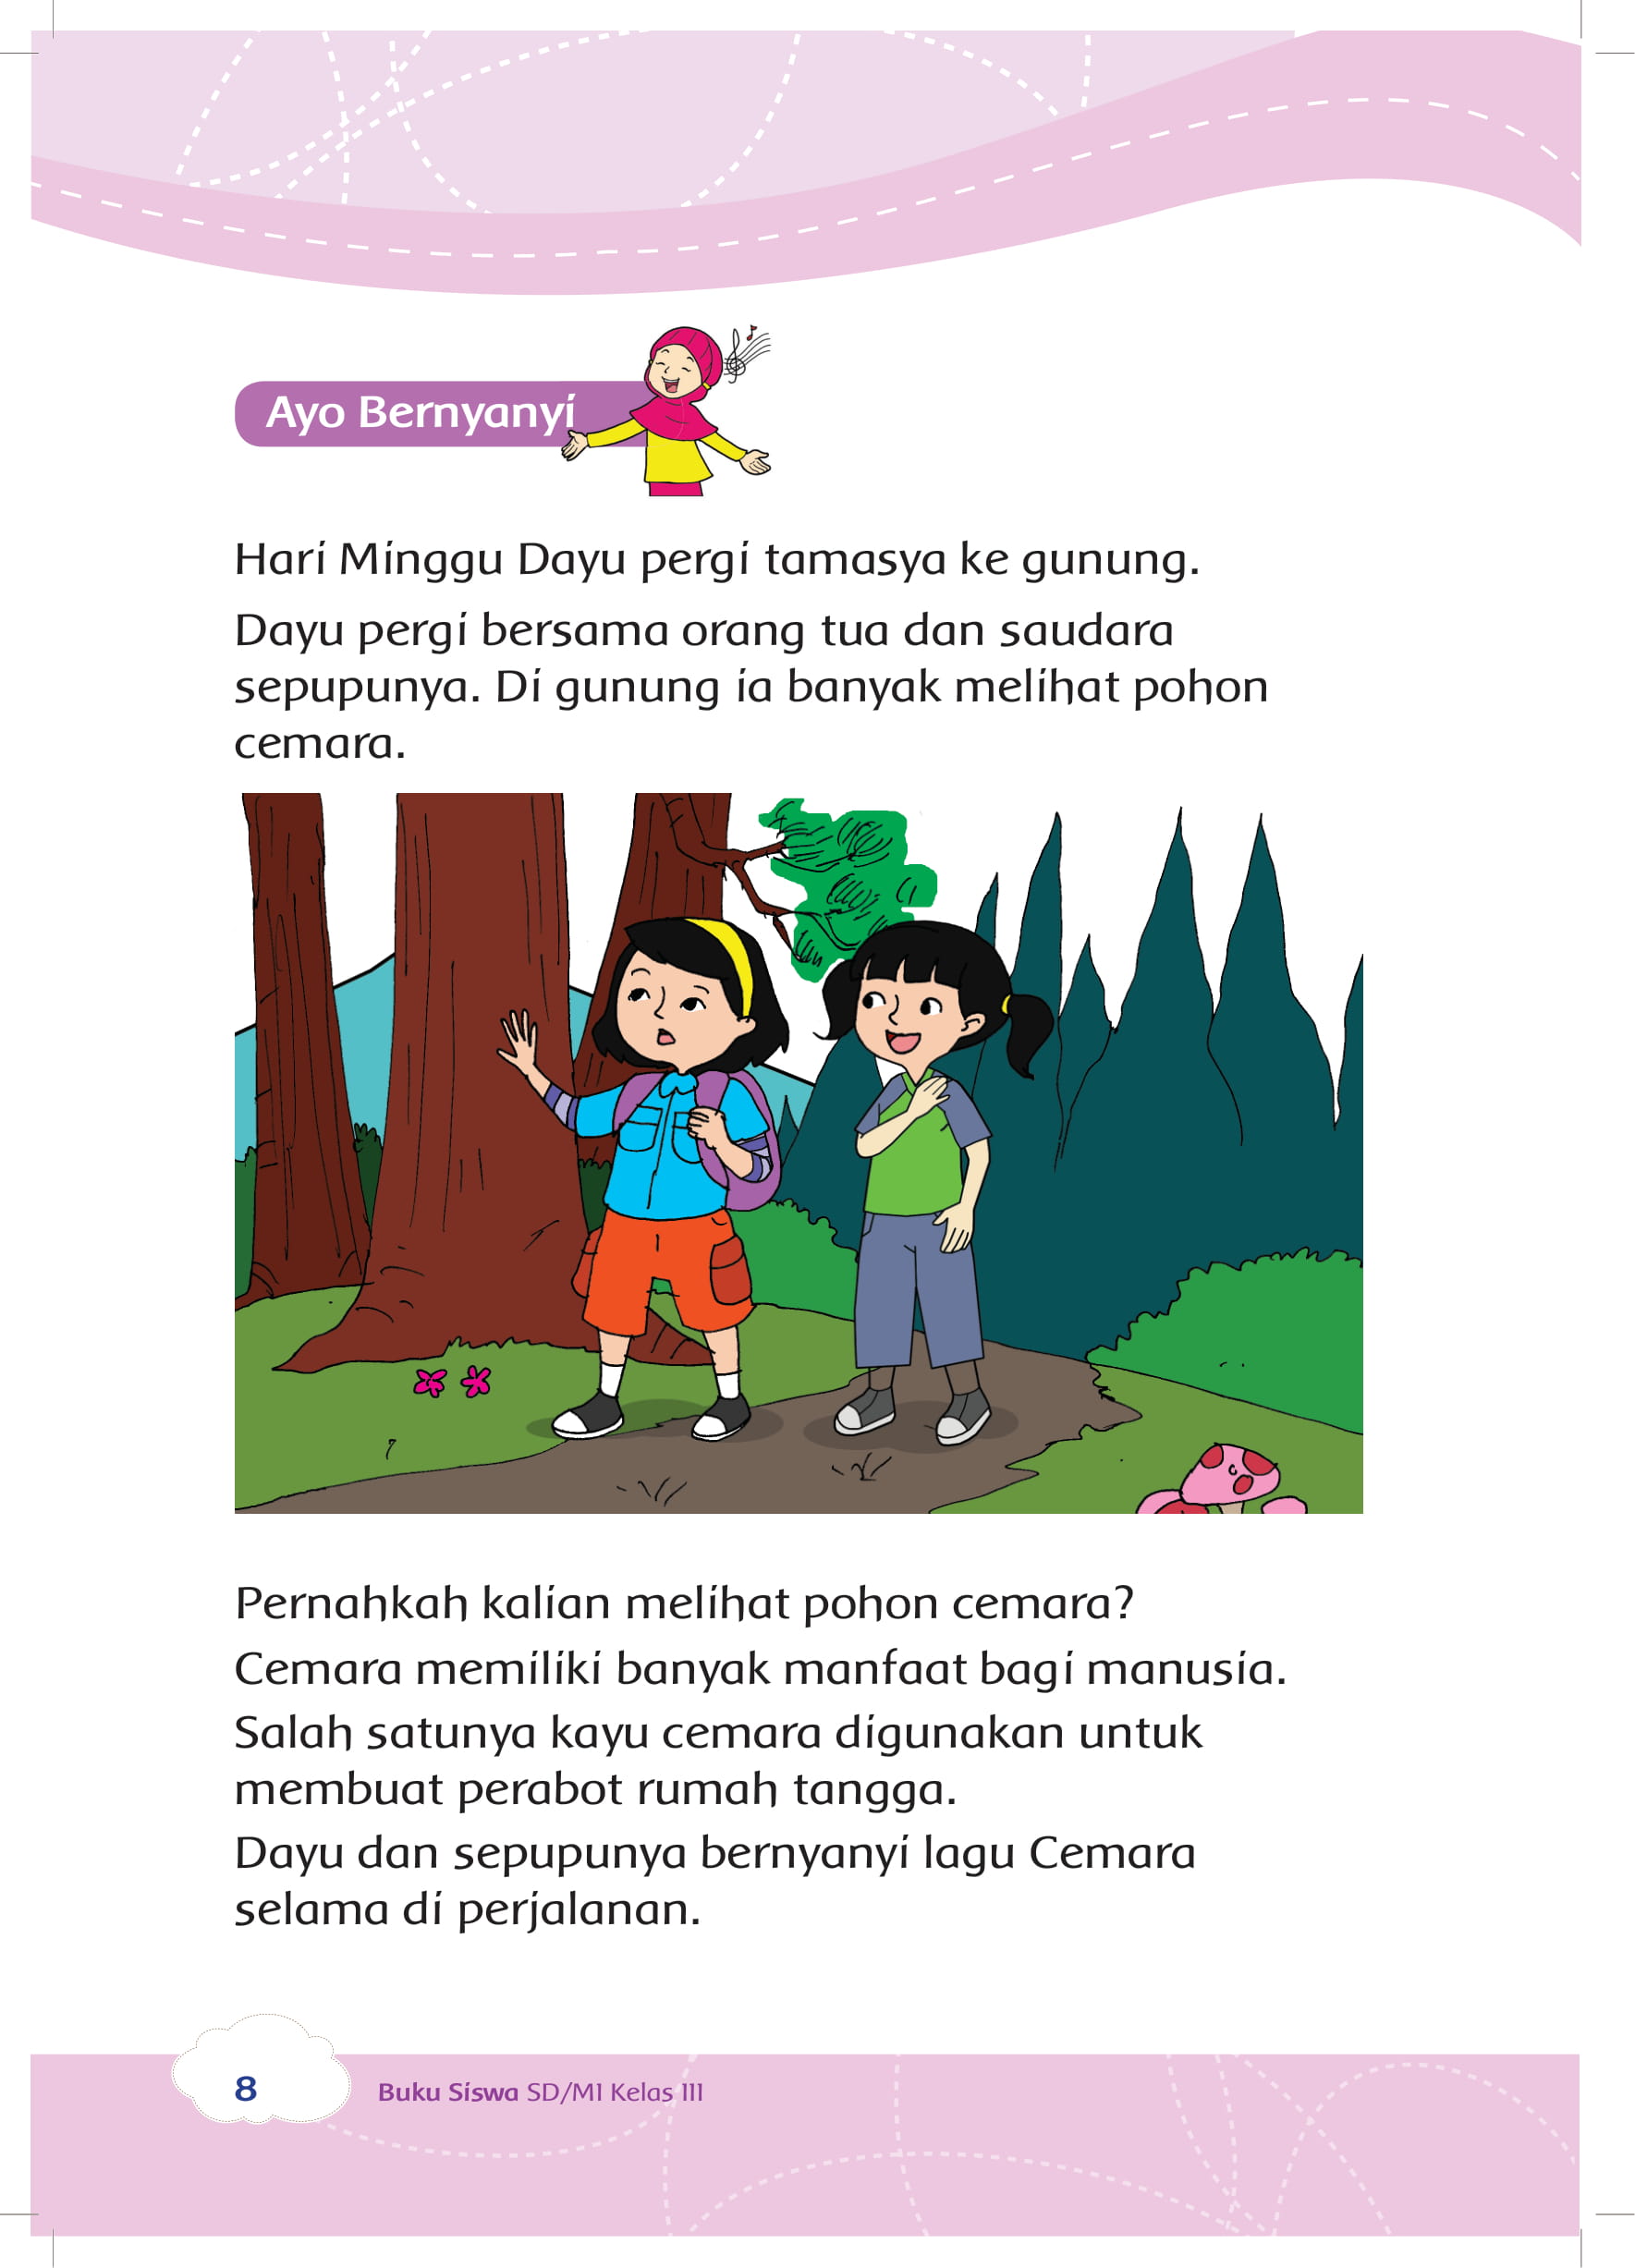 Ayo Bernyanyi
Hari Minggu Dayu pergi tamasya ke gunung.
Dayu pergi bersama orang tua dan saudara
sepupunya. Di gunung ia banyak melihat pohon
cemara.
Pernahkah kalian melihat pohon cemara?
Cemara memiliki banyak manfaat bagi manusia.
Salah satunya kayu cemara digunakan untuk
membuat perabot rumah tangga.
Dayu dan sepupunya bernyanyi lagu Cemara
selama di perjalanan.
8 Buku Siswa SD/MI Kelas III